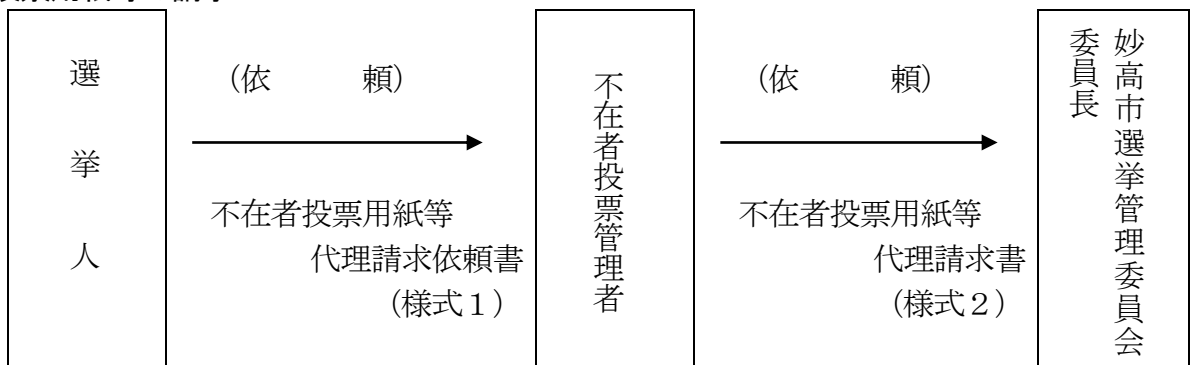 選挙人
(依　　頼)
不在者投票用紙等
代理請求依頼書
(様式１)
不在者投票管理者
(依　　頼)
不在者投票用紙等
代理請求書
(様式２)
妙高市選挙管理委員会
委員長